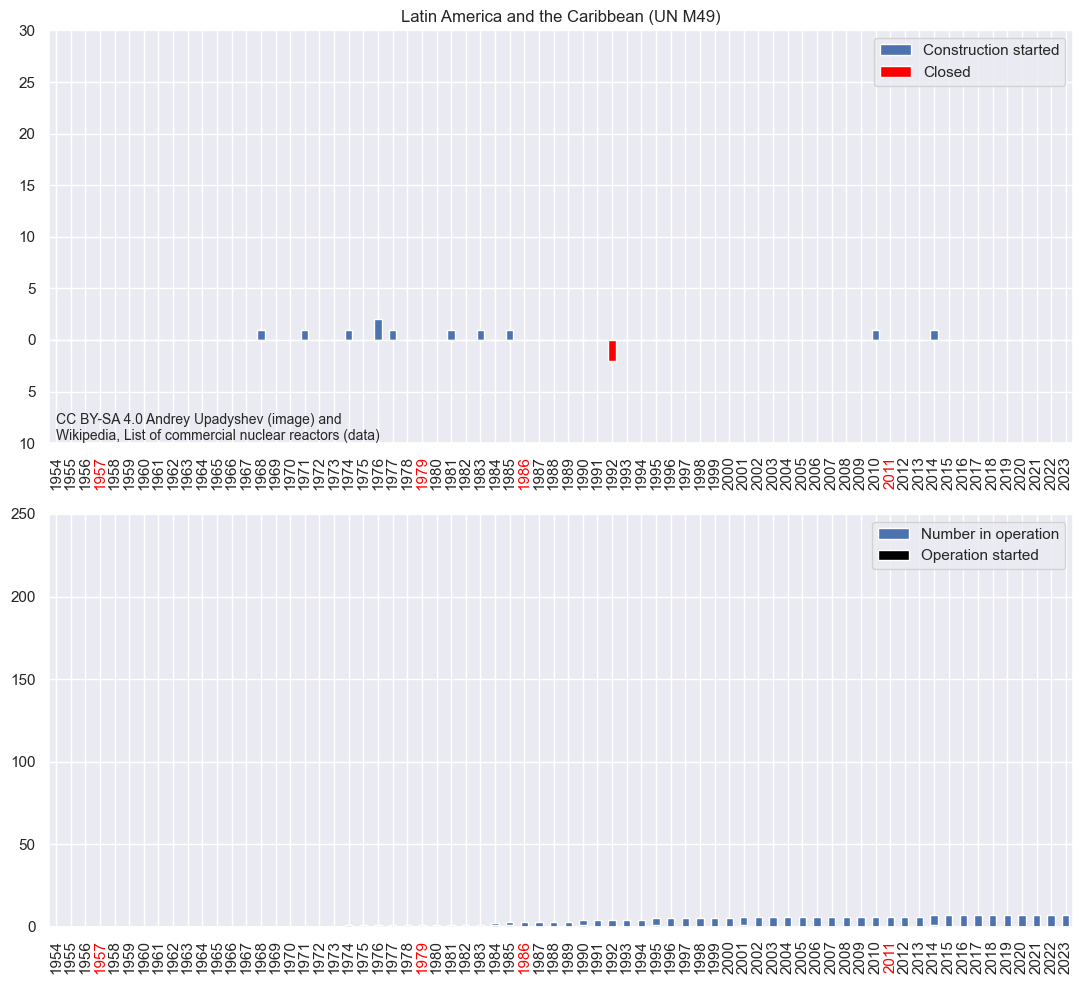 Latin America and the Caribbean (UN M49)
30
25
20
15
10
5
0
5
10
Construction started
Closed
CC BY-SA 4.0 Andrey Upadyshev (image) and
Wikipedia, List of commercial nuclear reactors (data)
1954 1955 1956 1957 1958 1959 1960 1961 1962 1963 1964 1965 1966 1967 1968 1969 1970 1971 1972 1973 1974 1975 1976 1977 1978 1979 1980 1981 1982 1983 1984 1985 1986 1987 1988 1989 1990 1991 1992 1993 1994 1995 1996 1997 1998 1999 2000 2001 2002 2003 2004 2005 2006 2007 2008 2009 2010 2011 2012 2013 2014 2015 2016 2017 2018 2019 2020 2021 2022 2023
250
200
150
100
50
0
Number in operation
Operation started
1954 1955 1956 1957 1958 1959 1960 1961 1962 1963 1964 1965 1966 1967 1968 1969 1970 1971 1972 1973 1974 1975 1976 1977 1978 1979 1980 1981 1982 1983 1984 1985 1986 1987 1988 1989 1990 1991 1992 1993 1994 1995 1996 1997 1998 1999 2000 2001 2002 2003 2004 2005 2006 2007 2008 2009 2010 2011 2012 2013 2014 2015 2016 2017 2018 2019 2020 2021 2022 2023